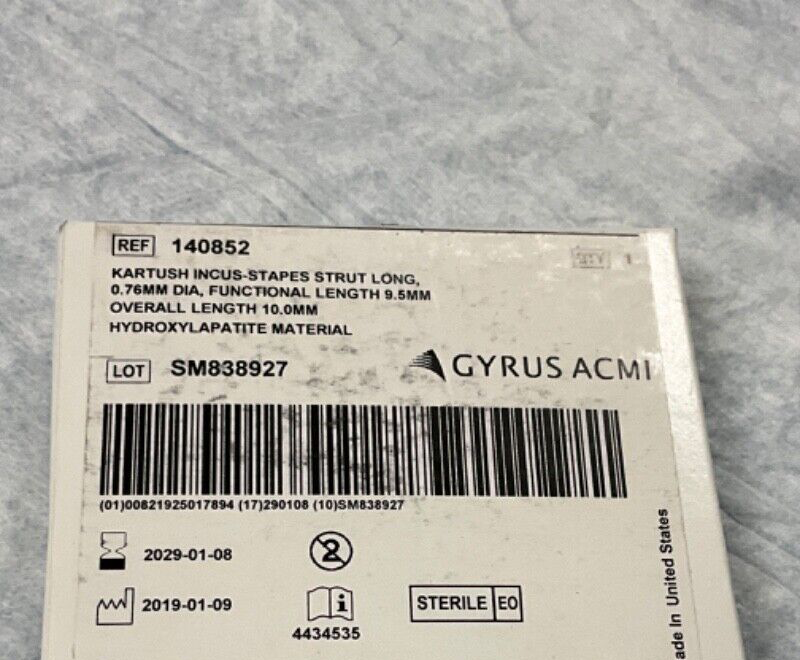 REF 140852
QTY 1
KARTUSH INCUS-STAPES STRUT LONG,
0.76MM DIA, FUNCTIONAL LENGTH 9.5MM
OVERALL LENGTH 10.0MM
HYDROXYLAPATITE MATERIAL
LOT SM838927
GYRUS ACMI
(01)00821925017894 (17)290108 (10)SM838927
2029-01-08
2
2019-01-09
i
4434535
STERILE EO
ade In United States